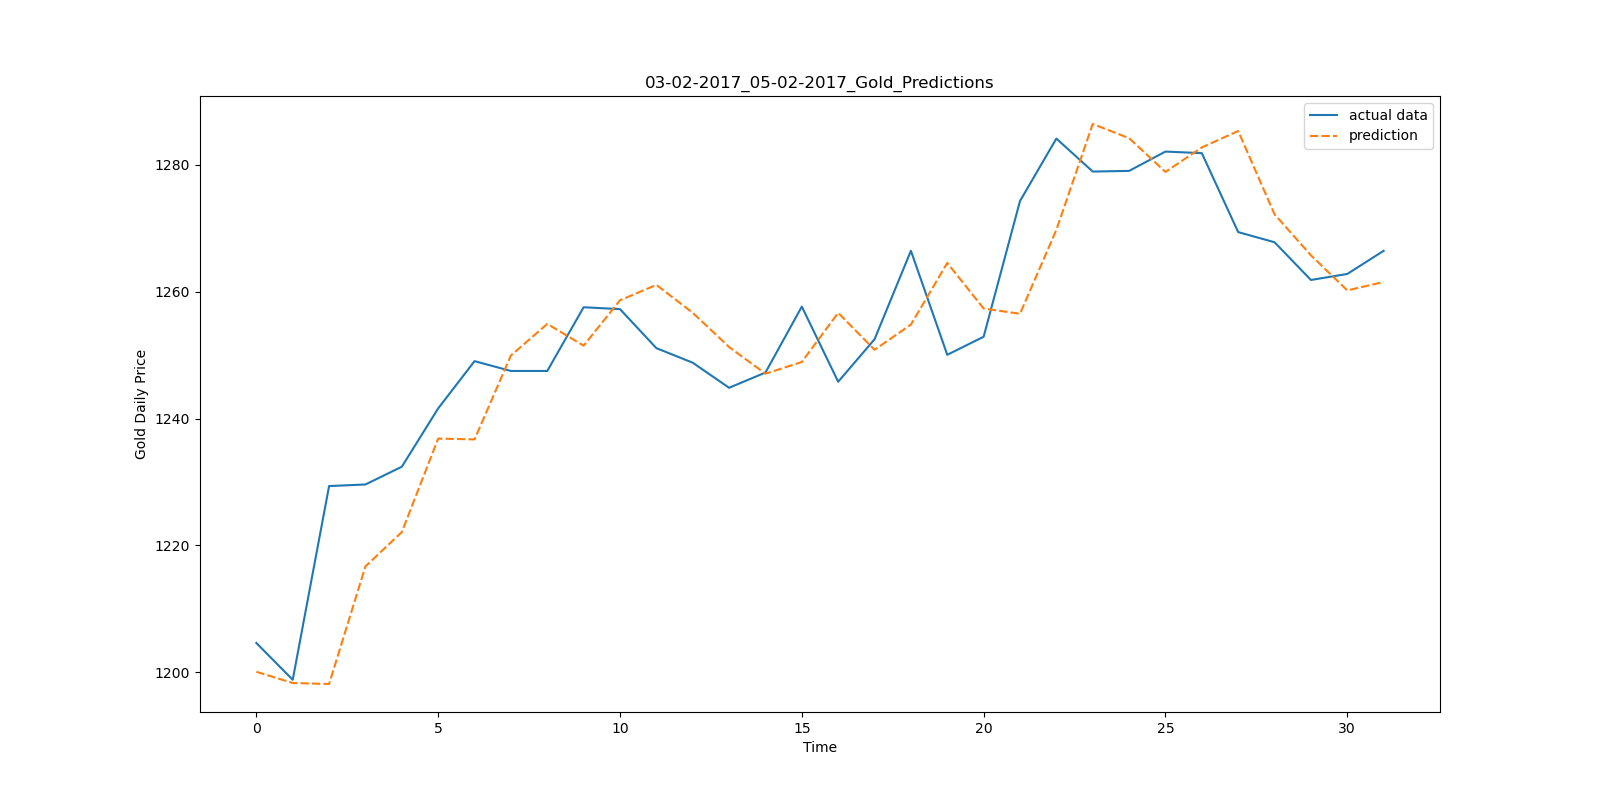 03-02-2017_05-02-2017_Gold_Predictions
actual data
prediction
1280
1260
1240
1220
1200
Gold Daily Price
0 5 10 15 20 25 30
Time